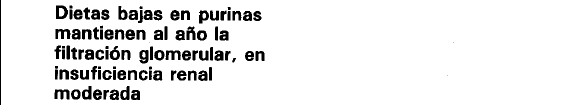 Dietas bajas en purinas
mantienen al año la
filtración glomerular, en
insuficiencia renal
moderada